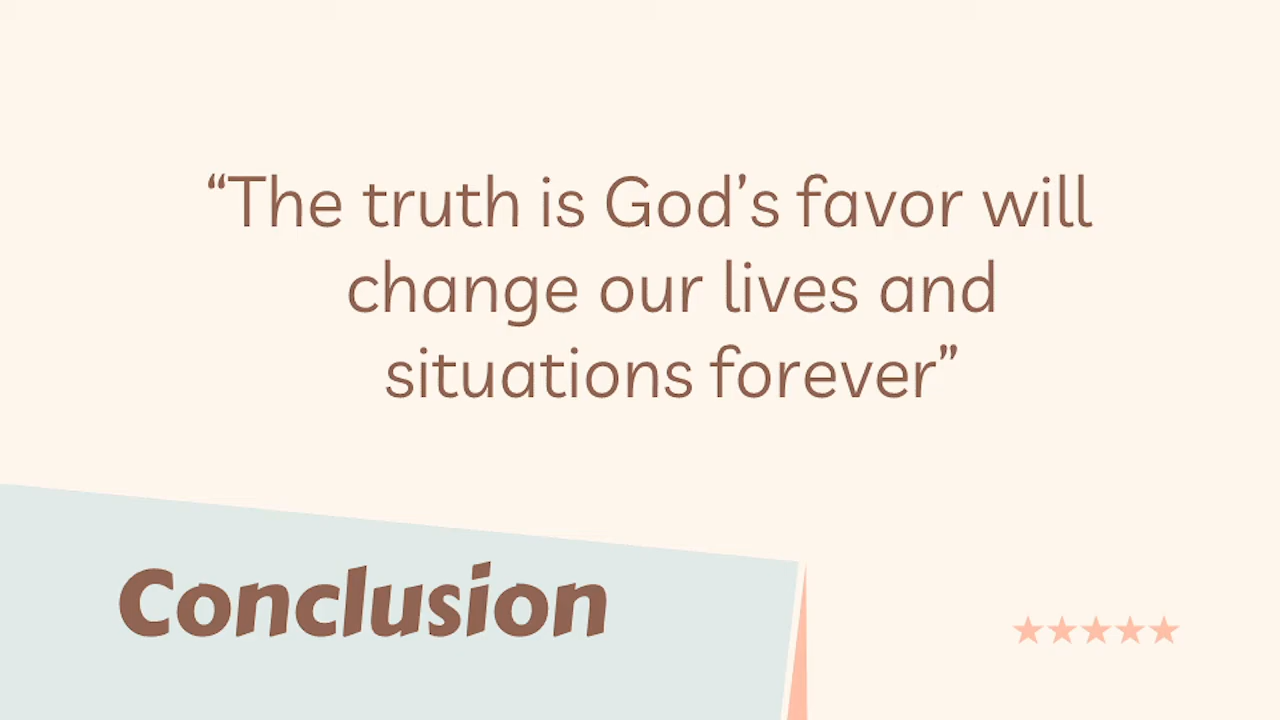 “The truth is God’s favor will
change our lives and
situations forever”
Conclusion